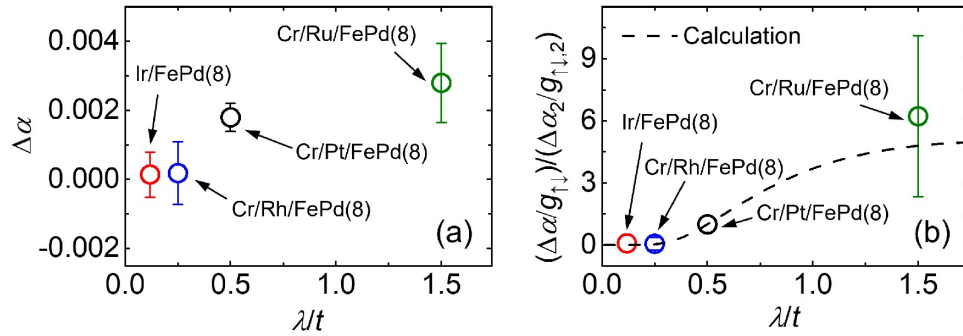 0.004
0.002
0.000
-0.002
Δα
Cr/Ru/FePd(8)
Ir/FePd(8)
Cr/Pt/FePd(8)
Cr/Rh/FePd(8)
(a)
0.0 0.5 1.0 1.5
λ/t
9
6
3
0
(Δα/g↑↓)/(Δα2/g↑↓,2)
Calculation
Cr/Ru/FePd(8)
Ir/FePd(8)
Cr/Rh/FePd(8)
Cr/Pt/FePd(8)
(b)
0.0 0.5 1.0 1.5
λ/t